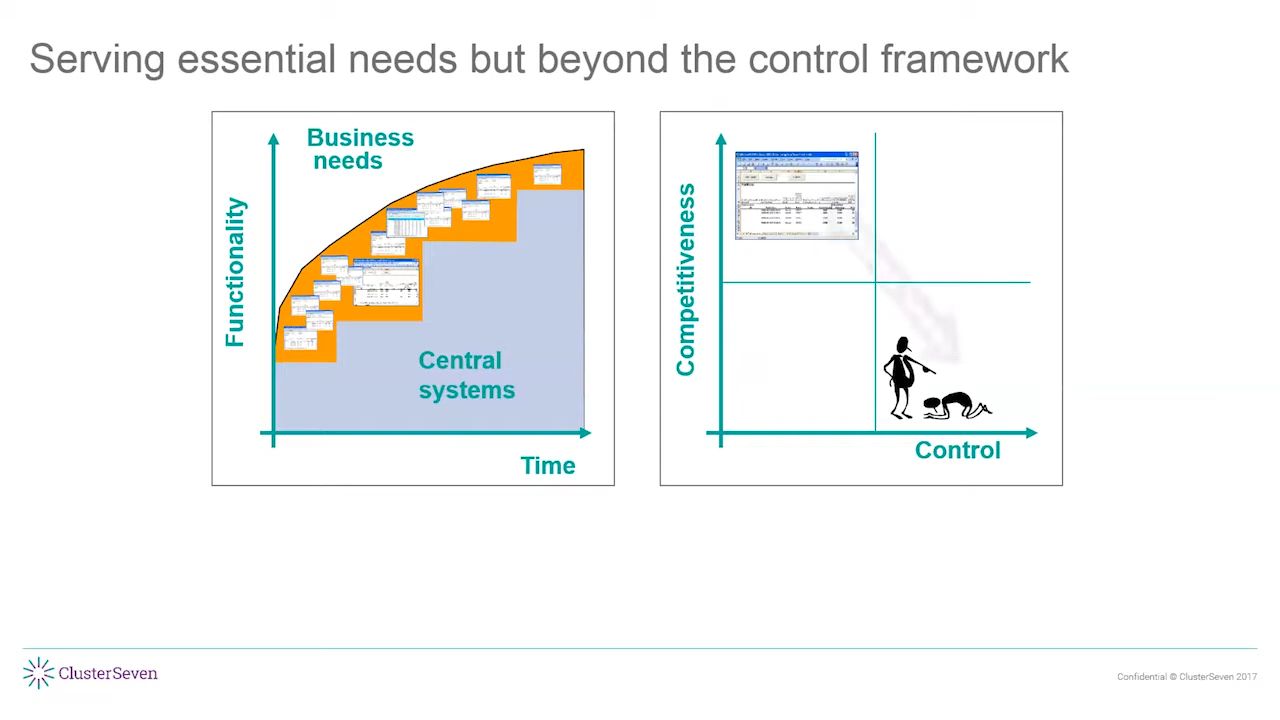 Serving essential needs but beyond the control framework
Business
needs
Functionality
Central
systems
Time
Competitiveness
Control
ClusterSeven
Confidential © ClusterSeven 2017